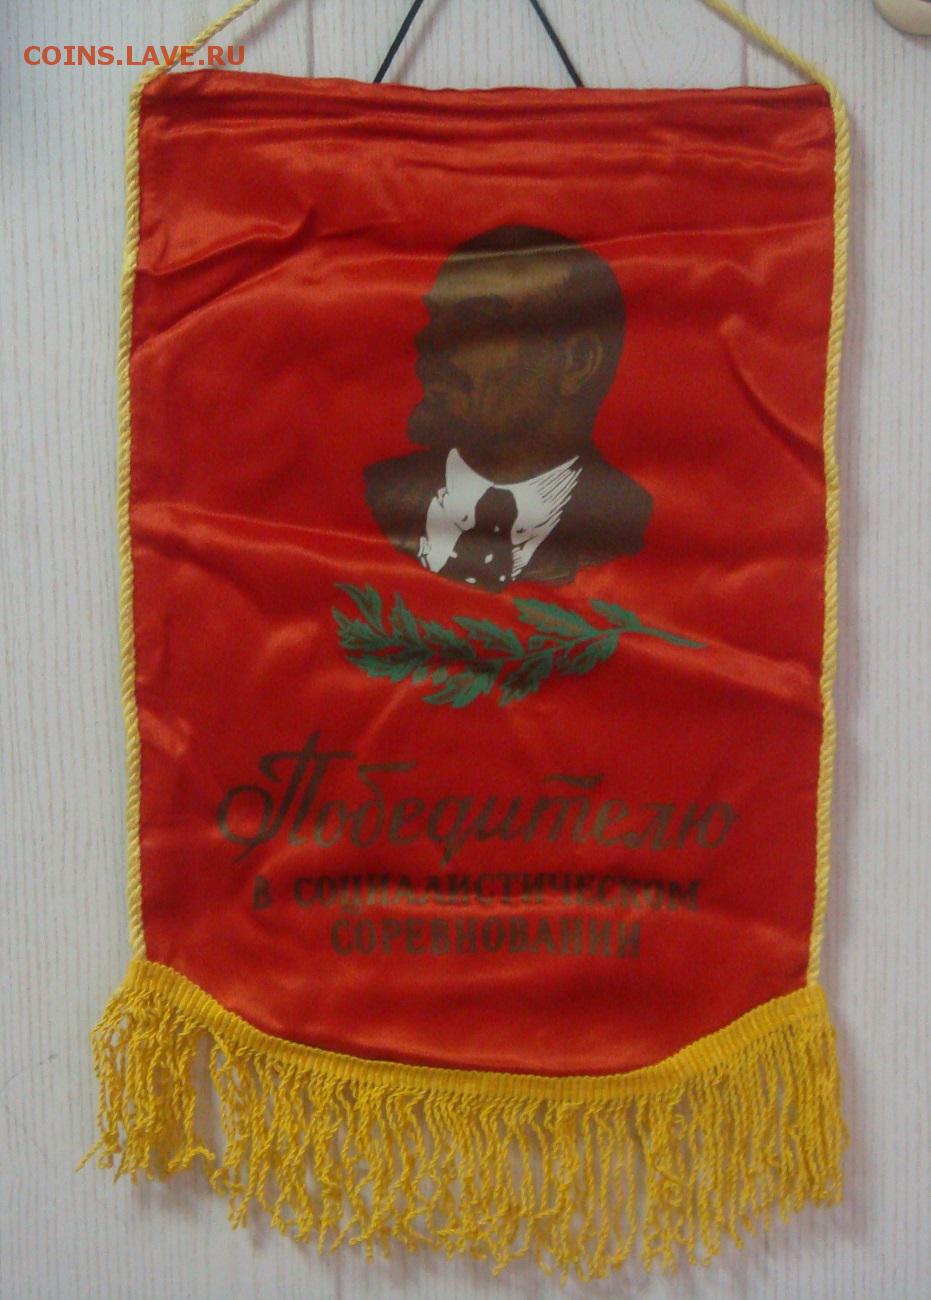 COINS.LAVE.RU
Победителю
В СОЦИАЛИСТИЧЕСКОМ
СОРЕВНОВАНИИ